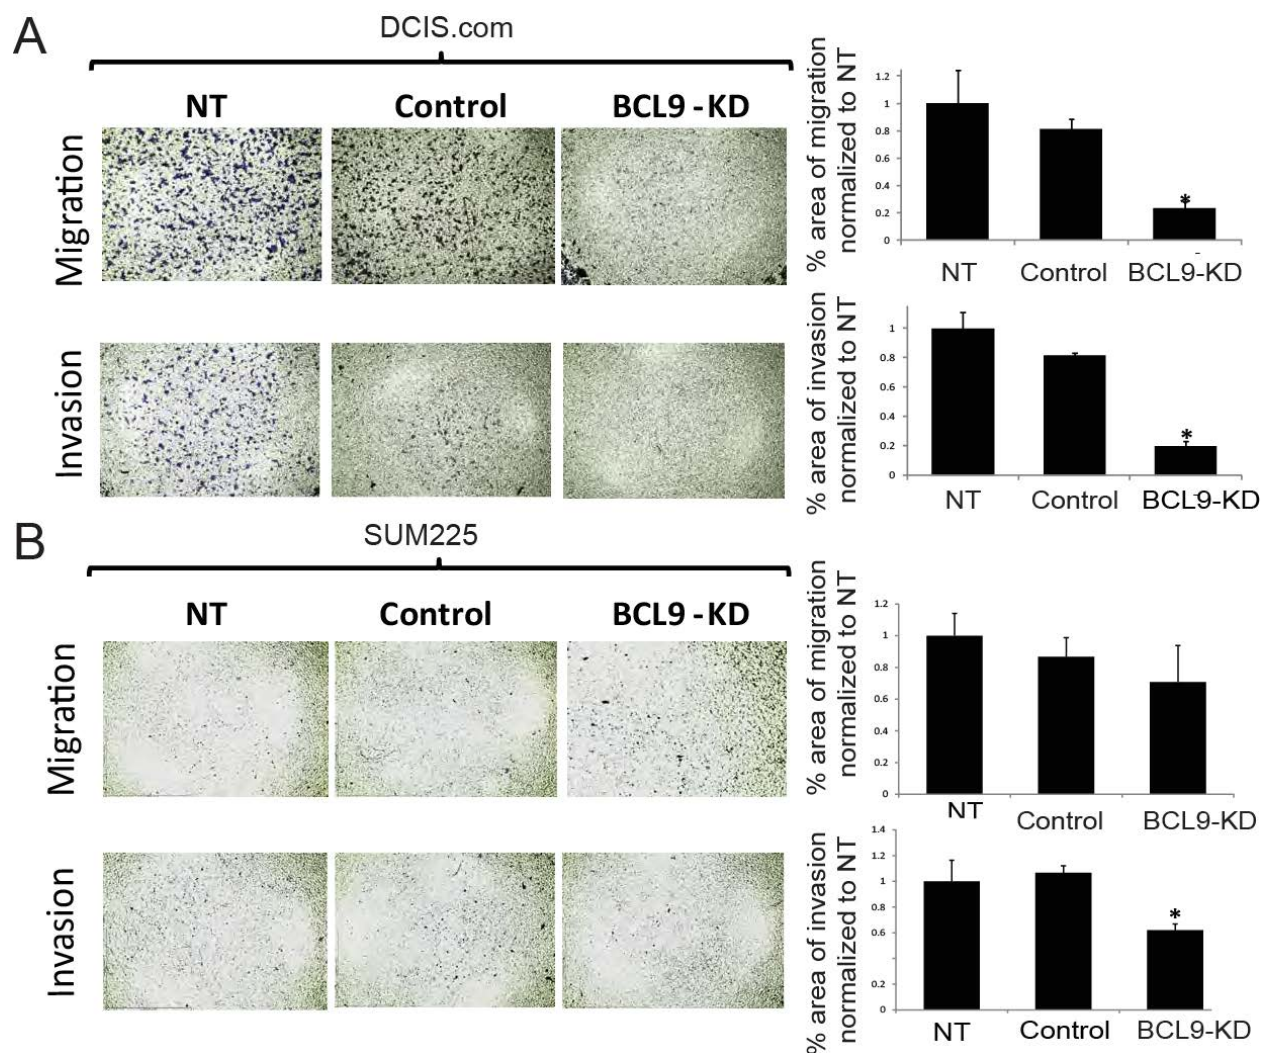 A
DCIS.com
NT Control BCL9 -KD
Migration
% area of migration
normalized to NT
1.2
1
0.8
0.6
0.4
0.2
0
*
NT Control BCL9-KD
Invasion
% area of invasion
normalized to NT
1
0.8
0.6
0.4
0.2
0
*
NT Control BCL9-KD
B
SUM225
NT Control BCL9 -KD
Migration
% area of migration
normalized to NT
1.2
1
0.8
0.6
0.4
0.2
0
NT Control BCL9-KD
Invasion
% area of invasion
normalized to NT
1.4
1.2
1
0.8
0.6
0.2
0
*
NT Control BCL9-KD